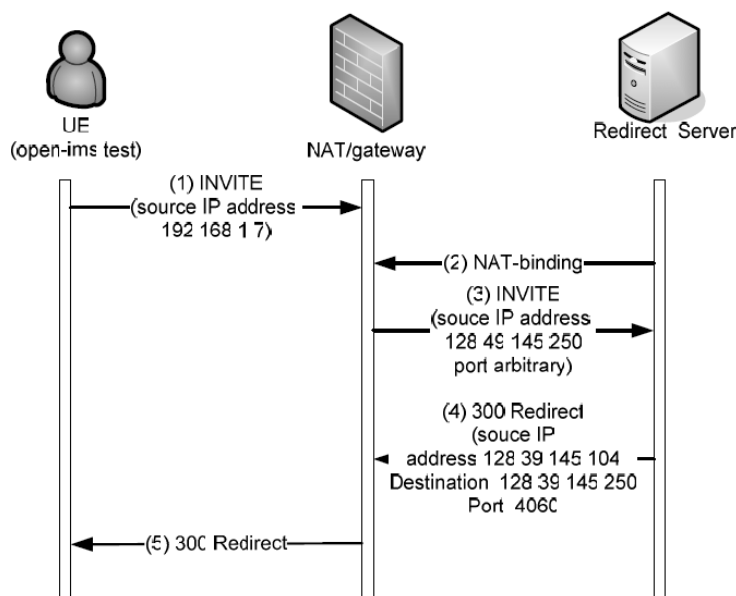 UE
(open-ims test)
NAT/gateway
Redirect Server
(1) INVITE
(source IP address
192 168 1 7)
(2) NAT-binding
(3) INVITE
(souce IP address
128 49 145 250
port arbitrary)
(4) 300 Redirect
(souce IP
address 128 39 145 104
Destination 128 39 145 250
Port 4060
(5) 300 Redirect